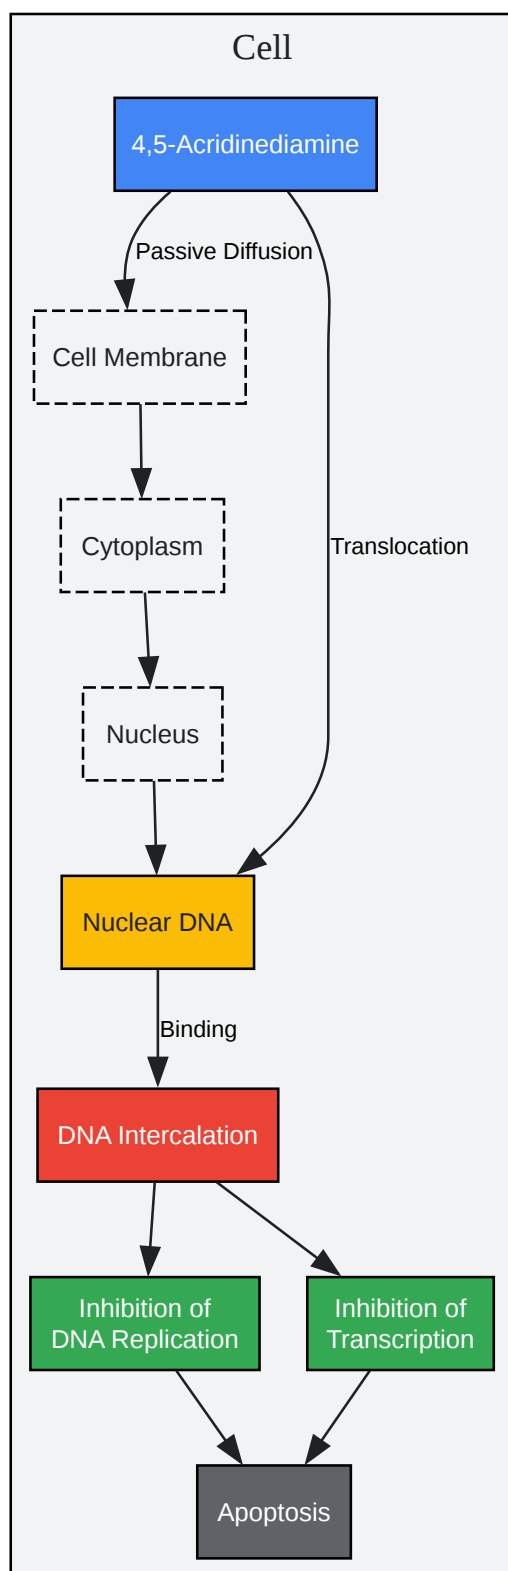 Cell
4,5-Acridinediamine
Passive Diffusion
Cell Membrane
Cytoplasm
Translocation
Nucleus
Nuclear DNA
Binding
DNA Intercalation
Inhibition of
DNA Replication
Inhibition of
Transcription
Apoptosis